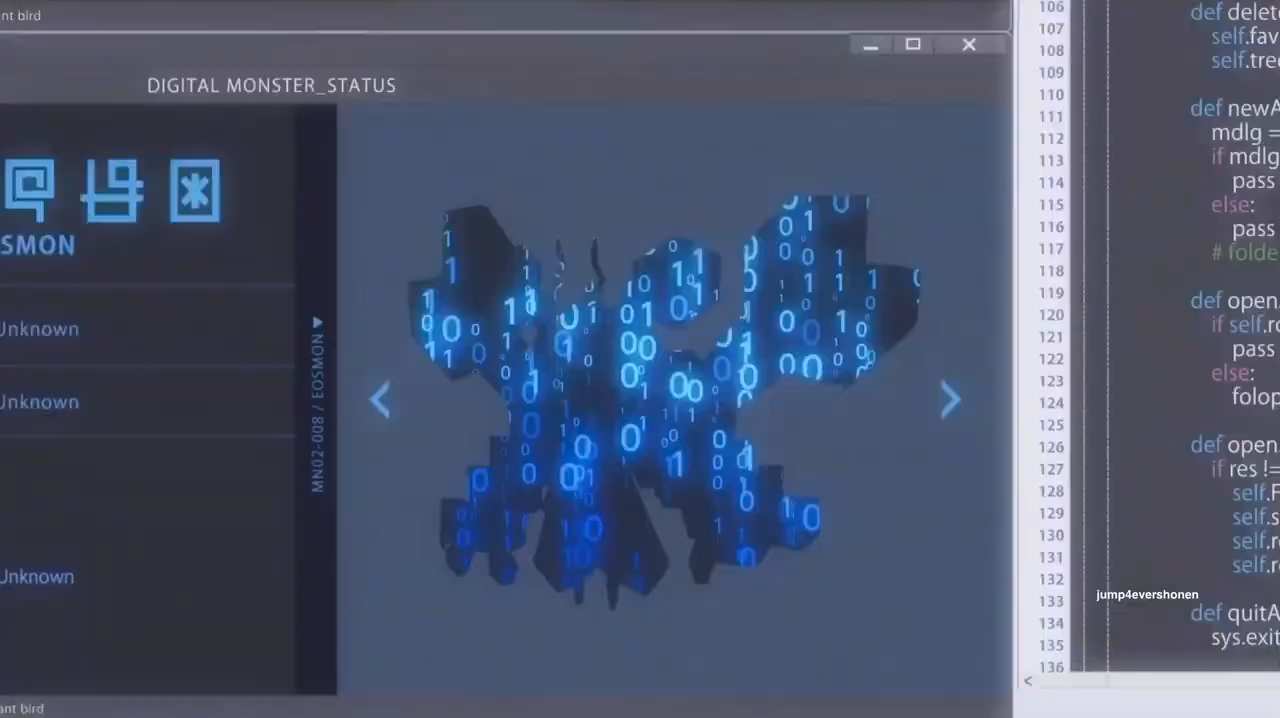 nt bird
DIGITAL MONSTER_STATUS
SMON
Unknown
Unknown
Unknown
MN02-008 / EOSMON ▶
ant bird
106
107
108
109
110
111
112
113
114
115
116
117
118
119
120
121
122
123
124
125
126
127
128
129
130
131
132
133
134
135
136
def delet
self.fav
self.tre
def newA
mdlg =
if mdlg
pass
else:
pass
# folde
def open
if self.r
pass
else:
folop
def open
if res !=
self.F
self.s
self.r
self.r
def quitA
sys.exit
jump4evershonen